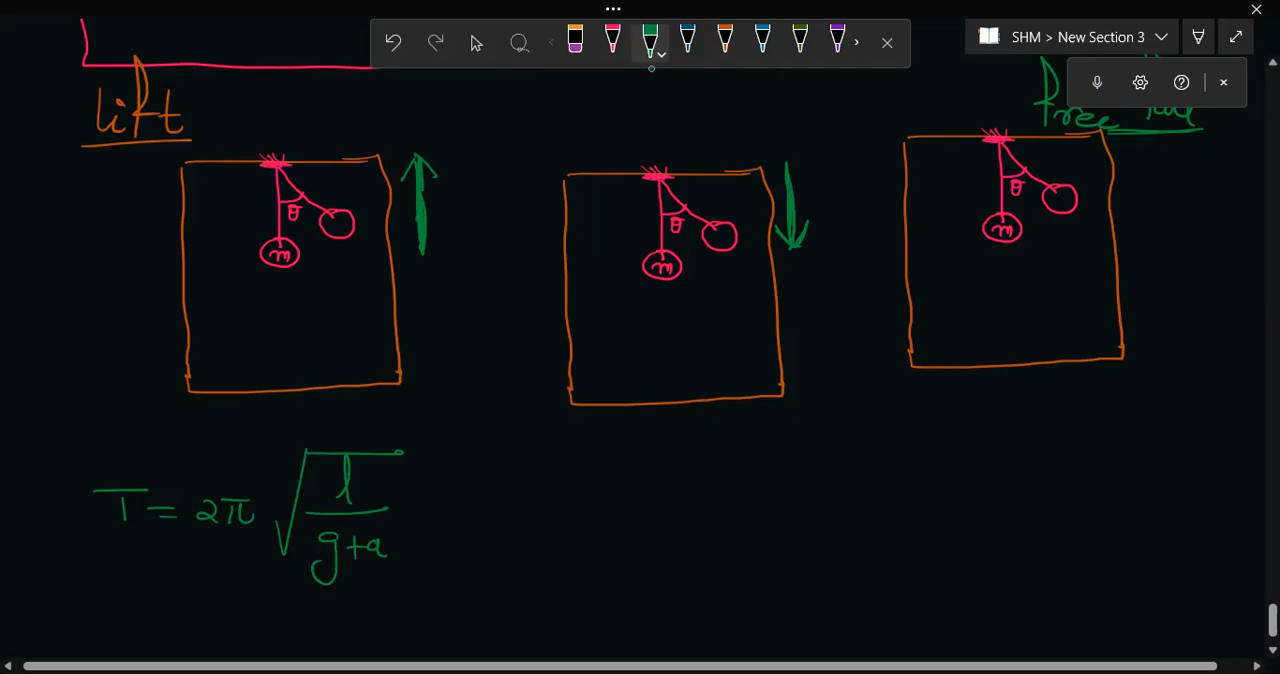 SHM > New Section 3
lift
Free fall
θ
m
θ
m
θ
m
T = 2π √(l/(g+a))